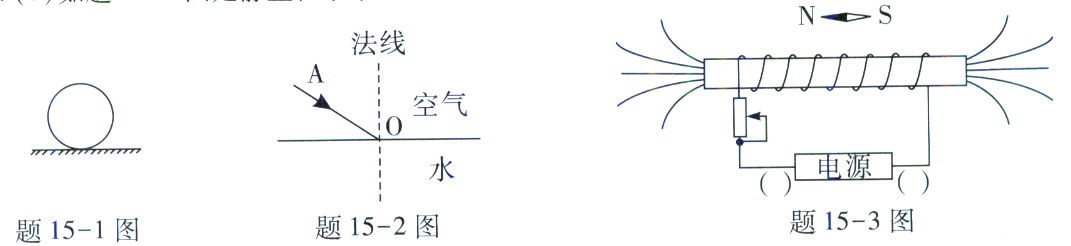 N S
法线
A
空气
O
水
电源
( ) ( )
题 15-1 图
题 15-2 图
题 15-3 图